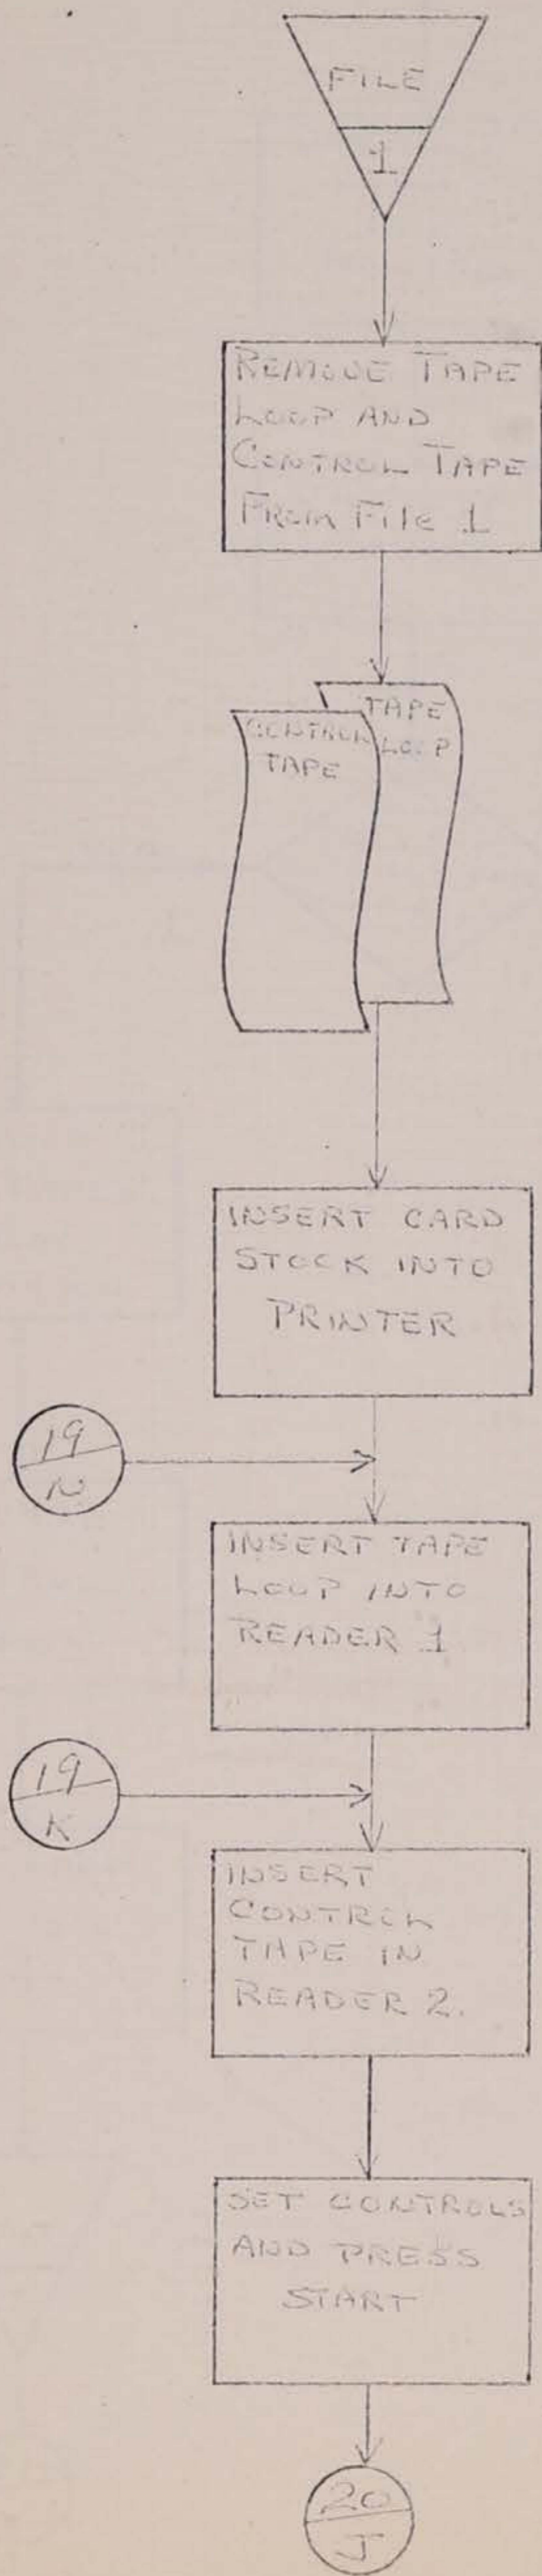 FILE
1
REMOVE TAPE
LOOP AND
CONTROL TAPE
FROM FILE 1
TAPE
LOOP
CONTROL
TAPE
INSERT CARD
STOCK INTO
PRINTER
19
N
INSERT TAPE
LOOP INTO
READER 1
19
K
INSERT
CONTROL
TAPE IN
READER 2.
SET CONTROLS
AND PRESS
START
20
J